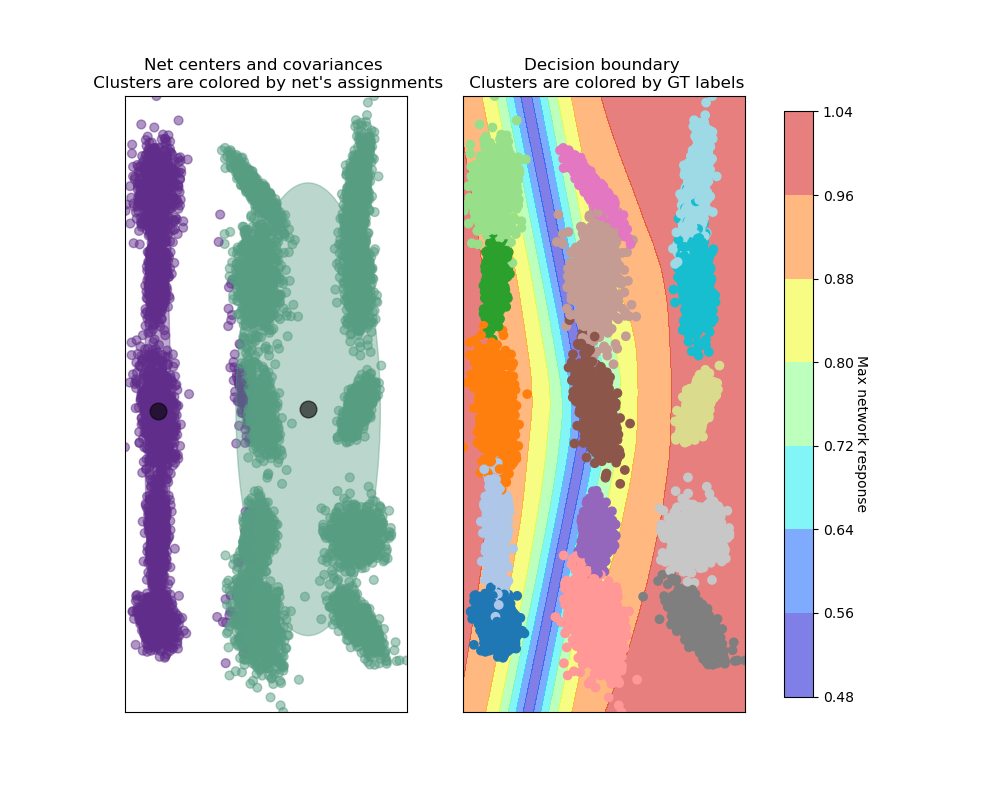 Net centers and covariances
Clusters are colored by net's assignments
Decision boundary
Clusters are colored by GT labels
1.04
0.96
0.88
0.80
0.72
0.64
0.56
0.48
Max network response